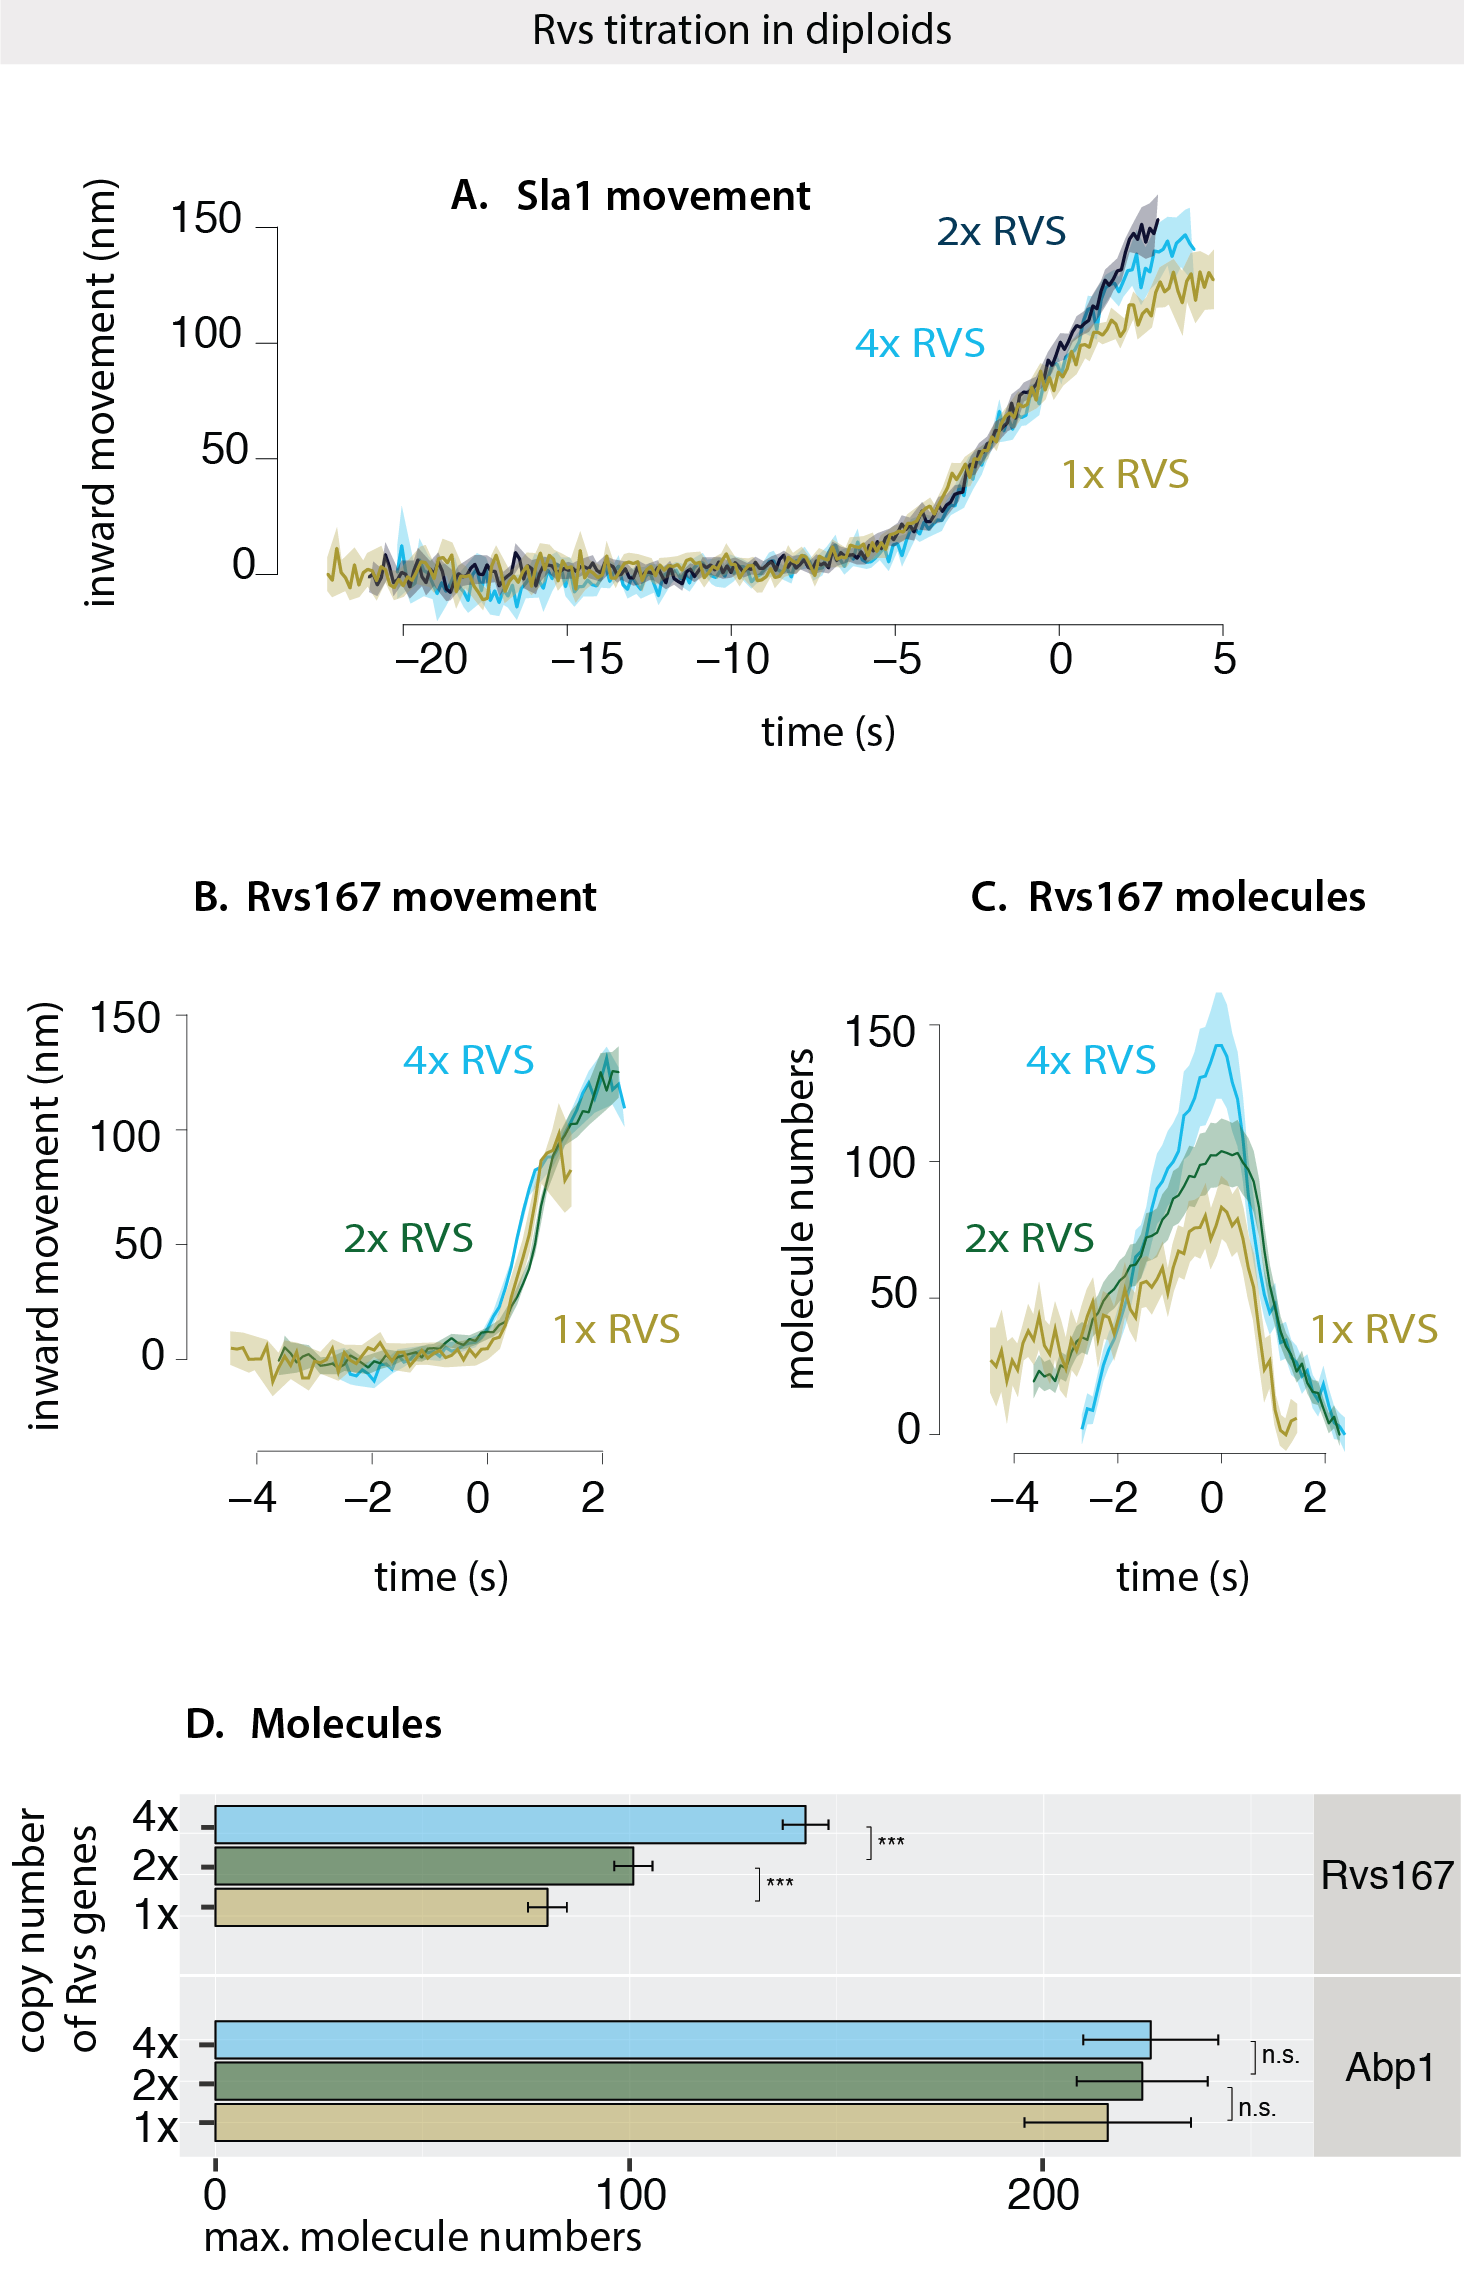 Rvs titration in diploids
A. Sla1 movement
inward movement (nm)
150
100
50
0
2x RVS
4x RVS
1x RVS
−20 −15 −10 −5 0 5
time (s)
B. Rvs167 movement
inward movement (nm)
150
100
50
0
4x RVS
2x RVS
1x RVS
−4 −2 0 2
time (s)
C. Rvs167 molecules
molecule numbers
150
100
50
0
4x RVS
2x RVS
1x RVS
−4 −2 0 2
time (s)
D. Molecules
copy number
of Rvs genes
4x
2x
1x
***
***
Rvs167
4x
2x
1x
n.s.
n.s.
Abp1
0 100 200
max. molecule numbers